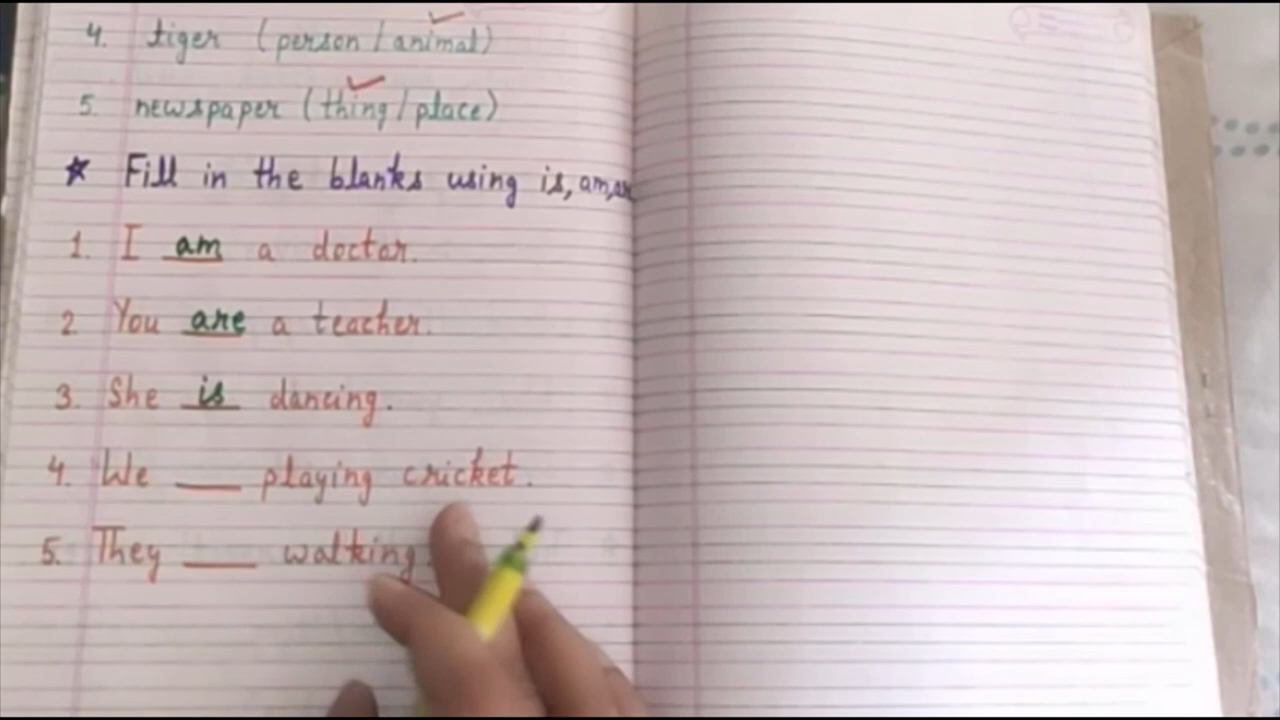 4. tiger (person / animal)
5. newspaper (thing / place)
* Fill in the blanks using is, am,
1. I am a doctor.
2 You are a teacher.
3. She is dancing.
4. We ___ playing cricket.
5. They ___ walking.